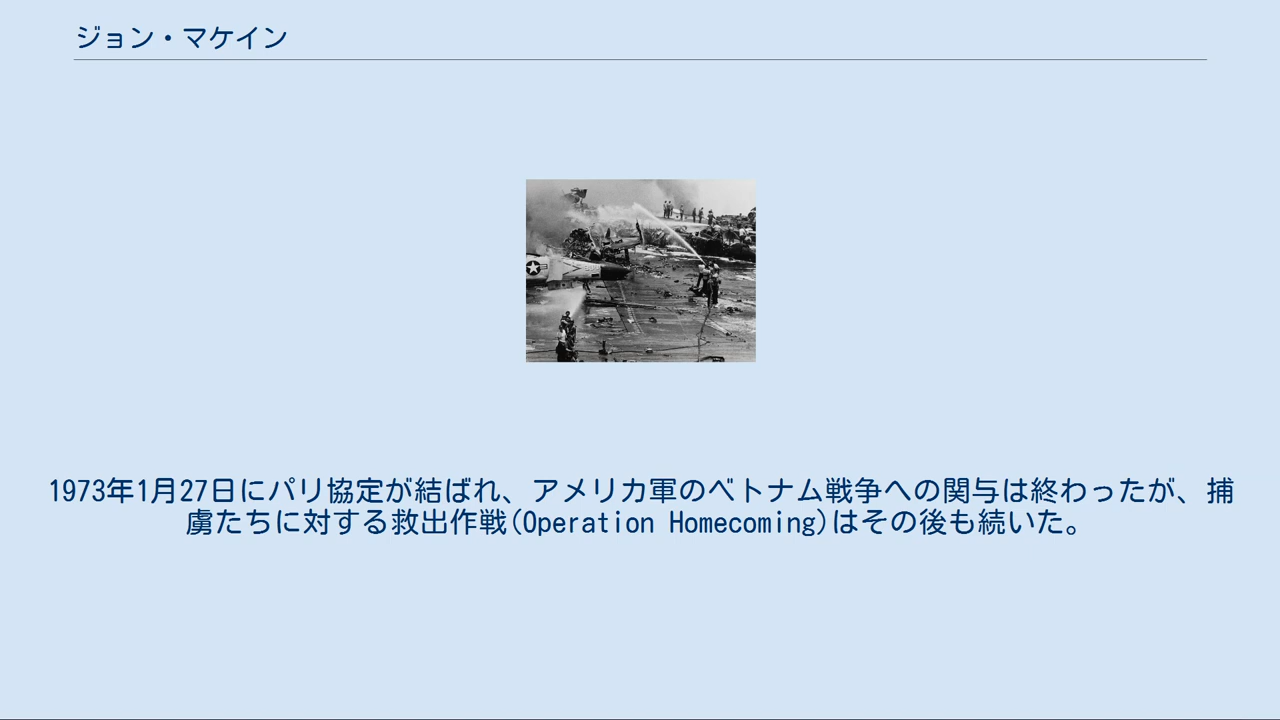 ジョン・マケイン
1973年1月27日にパリ協定が結ばれ、アメリカ軍のベトナム戦争への関与は終わったが、捕
虜たちに対する救出作戦(Operation Homecoming)はその後も続いた。